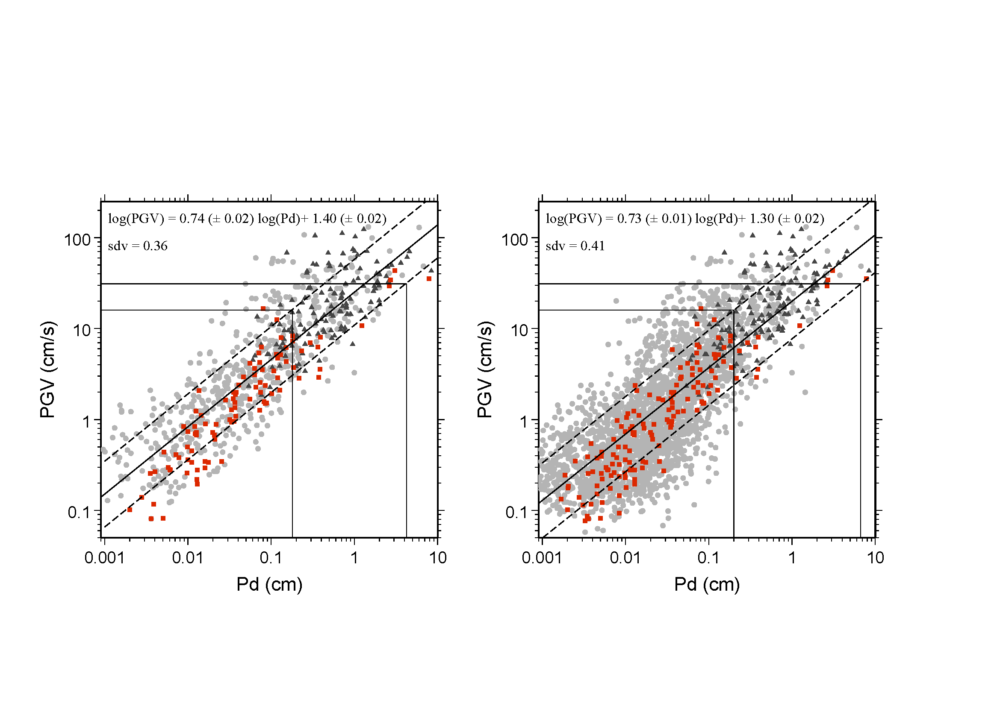 log(PGV) = 0.74 (± 0.02) log(Pd)+ 1.40 (± 0.02)
sdv = 0.36
100
10
1
0.1
PGV (cm/s)
0.001 0.01 0.1 1 10
Pd (cm)
log(PGV) = 0.73 (± 0.01) log(Pd)+ 1.30 (± 0.02)
sdv = 0.41
100
10
1
0.1
PGV (cm/s)
0.001 0.01 0.1 1 10
Pd (cm)